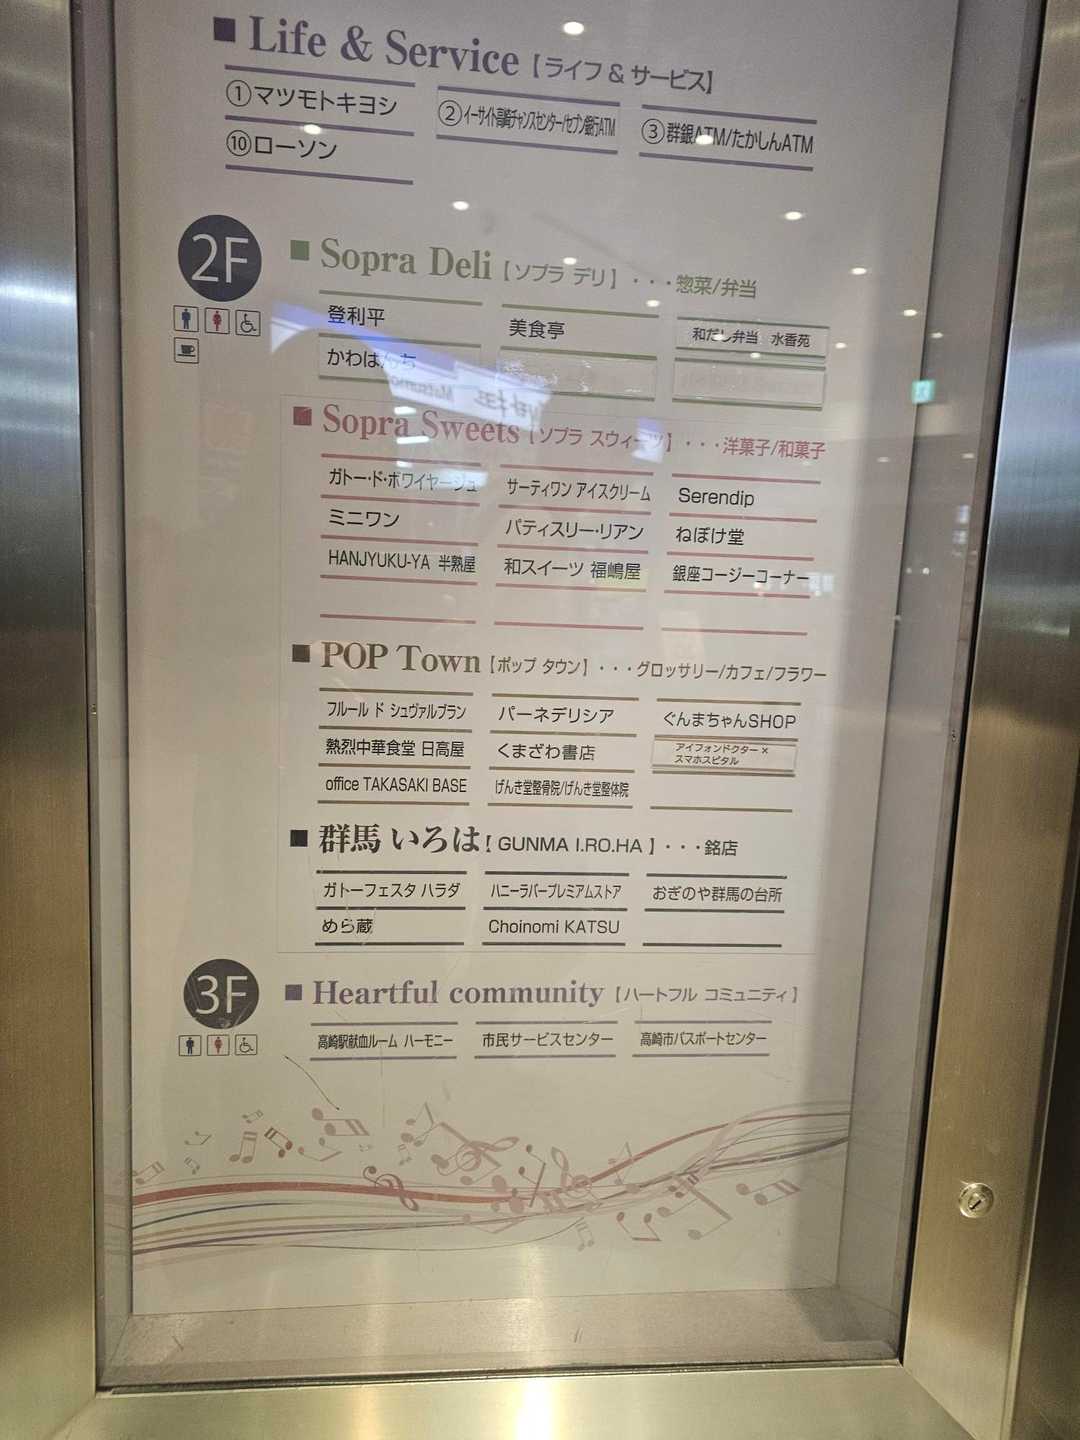 ■ Life & Service【ライフ & サービス】
①マツモトキヨシ
②イーサイト高崎チャンスセンター/セブン銀行ATM
③群銀ATM/たかしんATM
⑩ローソン
2F
■ Sopra Deli【ソプラ デリ】・・・惣菜/弁当
登利平
美食亭
和だし弁当 水香苑
かわはんち
■ Sopra Sweets【ソプラ スウィーツ】・・・洋菓子/和菓子
ガトー・ド・ボワイヤージュ
サーティワン アイスクリーム
Serendip
ミニワン
パティスリー・リアン
ねぼけ堂
HANJYUKU-YA 半熟屋
和スイーツ 福嶋屋
銀座コージーコーナー
■ POP Town【ポップ タウン】・・・グロッサリー/カフェ/フラワー
フルール ド シュヴァルブラン
パーネデリシア
ぐんまちゃんSHOP
熱烈中華食堂 日高屋
くまざわ書店
アイフォンドクター×
スマホスピタル
office TAKASAKI BASE
げんき堂整骨院/げんき堂整体院
■ 群馬 いろは【GUNMA I.RO.HA】・・・銘店
ガトーフェスタ ハラダ
ハニーラバープレミアムストア
おぎのや群馬の台所
めら蔵
Choinomi KATSU
3F
■ Heartful community【ハートフル コミュニティ】
高崎駅献血ルーム ハーモニー
市民サービスセンター
高崎市パスポートセンター